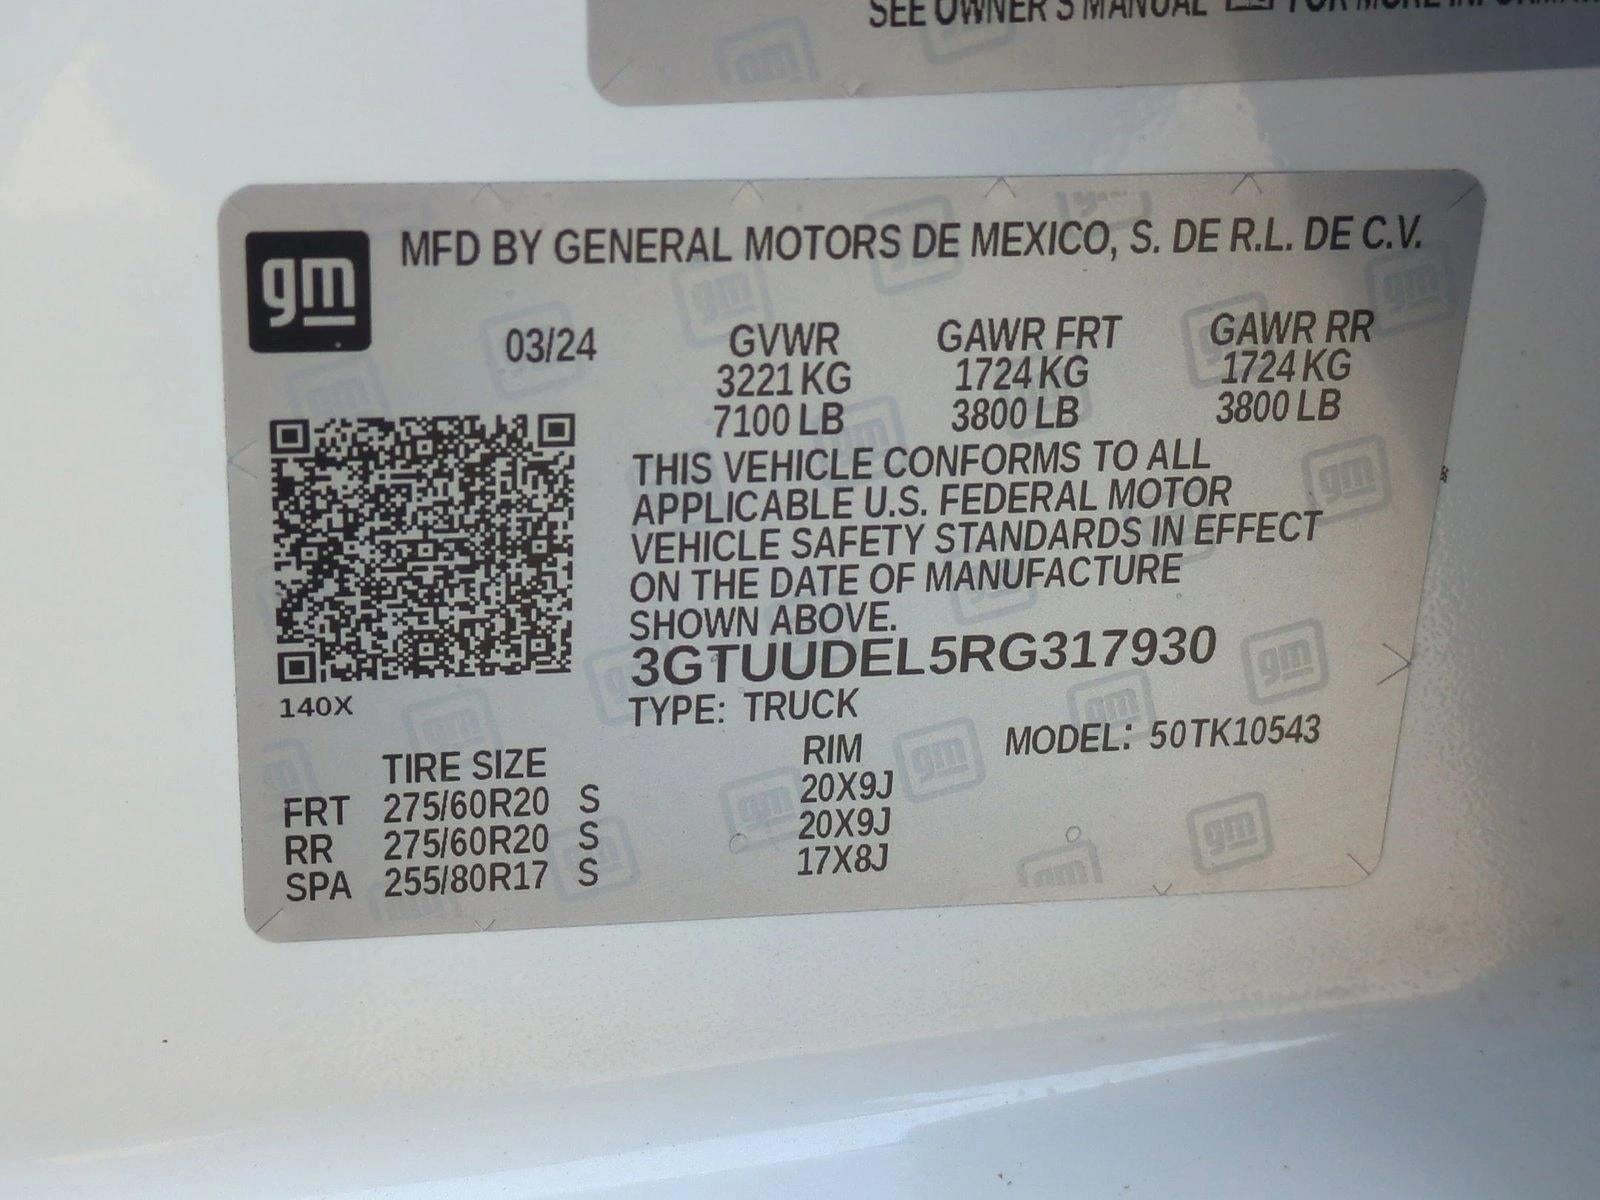 SEE OWNER'S MANUAL FOR MORE
gm
MFD BY GENERAL MOTORS DE MEXICO, S. DE R.L. DE C.V.
03/24 GVWR GAWR FRT GAWR RR
3221 KG 1724 KG 1724 KG
7100 LB 3800 LB 3800 LB
THIS VEHICLE CONFORMS TO ALL
APPLICABLE U.S. FEDERAL MOTOR
VEHICLE SAFETY STANDARDS IN EFFECT
ON THE DATE OF MANUFACTURE
SHOWN ABOVE.
3GTUUDEL5RG317930
140X
TYPE: TRUCK
TIRE SIZE RIM MODEL: 50TK10543
FRT 275/60R20 S 20X9J
RR 275/60R20 S 20X9J
SPA 255/80R17 S 17X8J